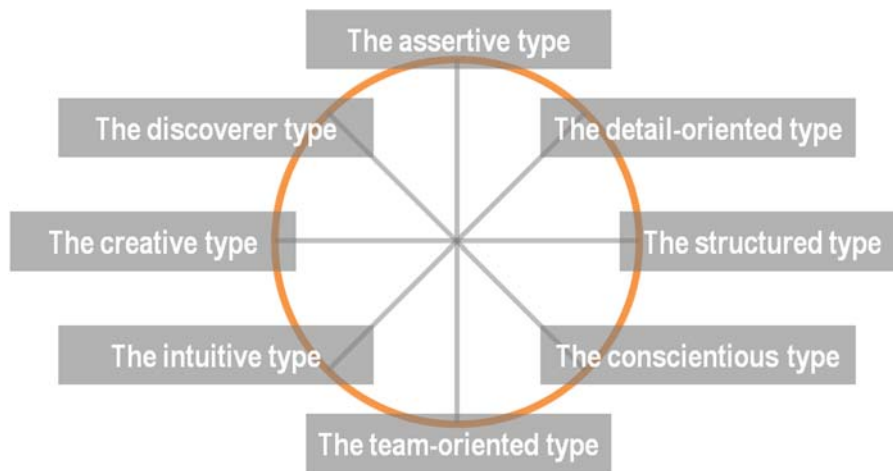 The assertive type
The discoverer type
The detail-oriented type
The creative type
The structured type
The intuitive type
The conscientious type
The team-oriented type